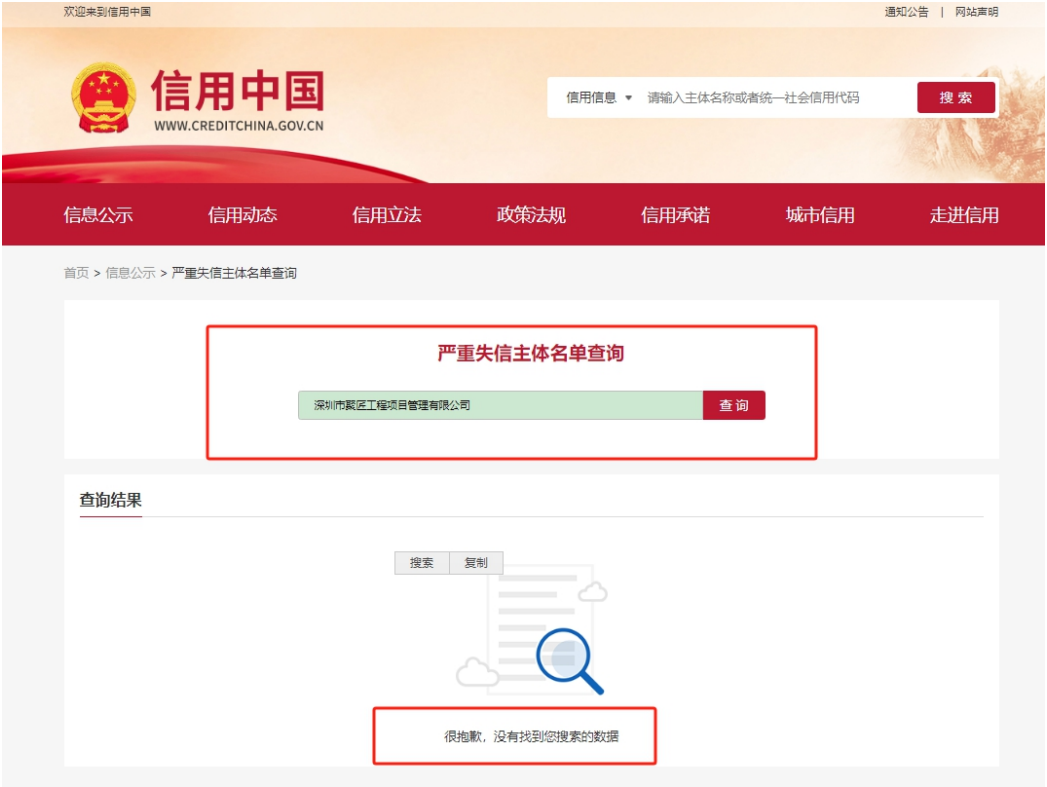 欢迎来到信用中国
通知公告 | 网站声明
信用中国
WWW.CREDITCHINA.GOV.CN
信用信息 请输入主体名称或者统一社会信用代码 搜索
信息公示 信用动态 信用立法 政策法规 信用承诺 城市信用 走进信用
首页 > 信息公示 > 严重失信主体名单查询
严重失信主体名单查询
深圳市聚匠工程项目管理有限公司 查询
查询结果
搜索 复制
很抱歉，没有找到您搜索的数据